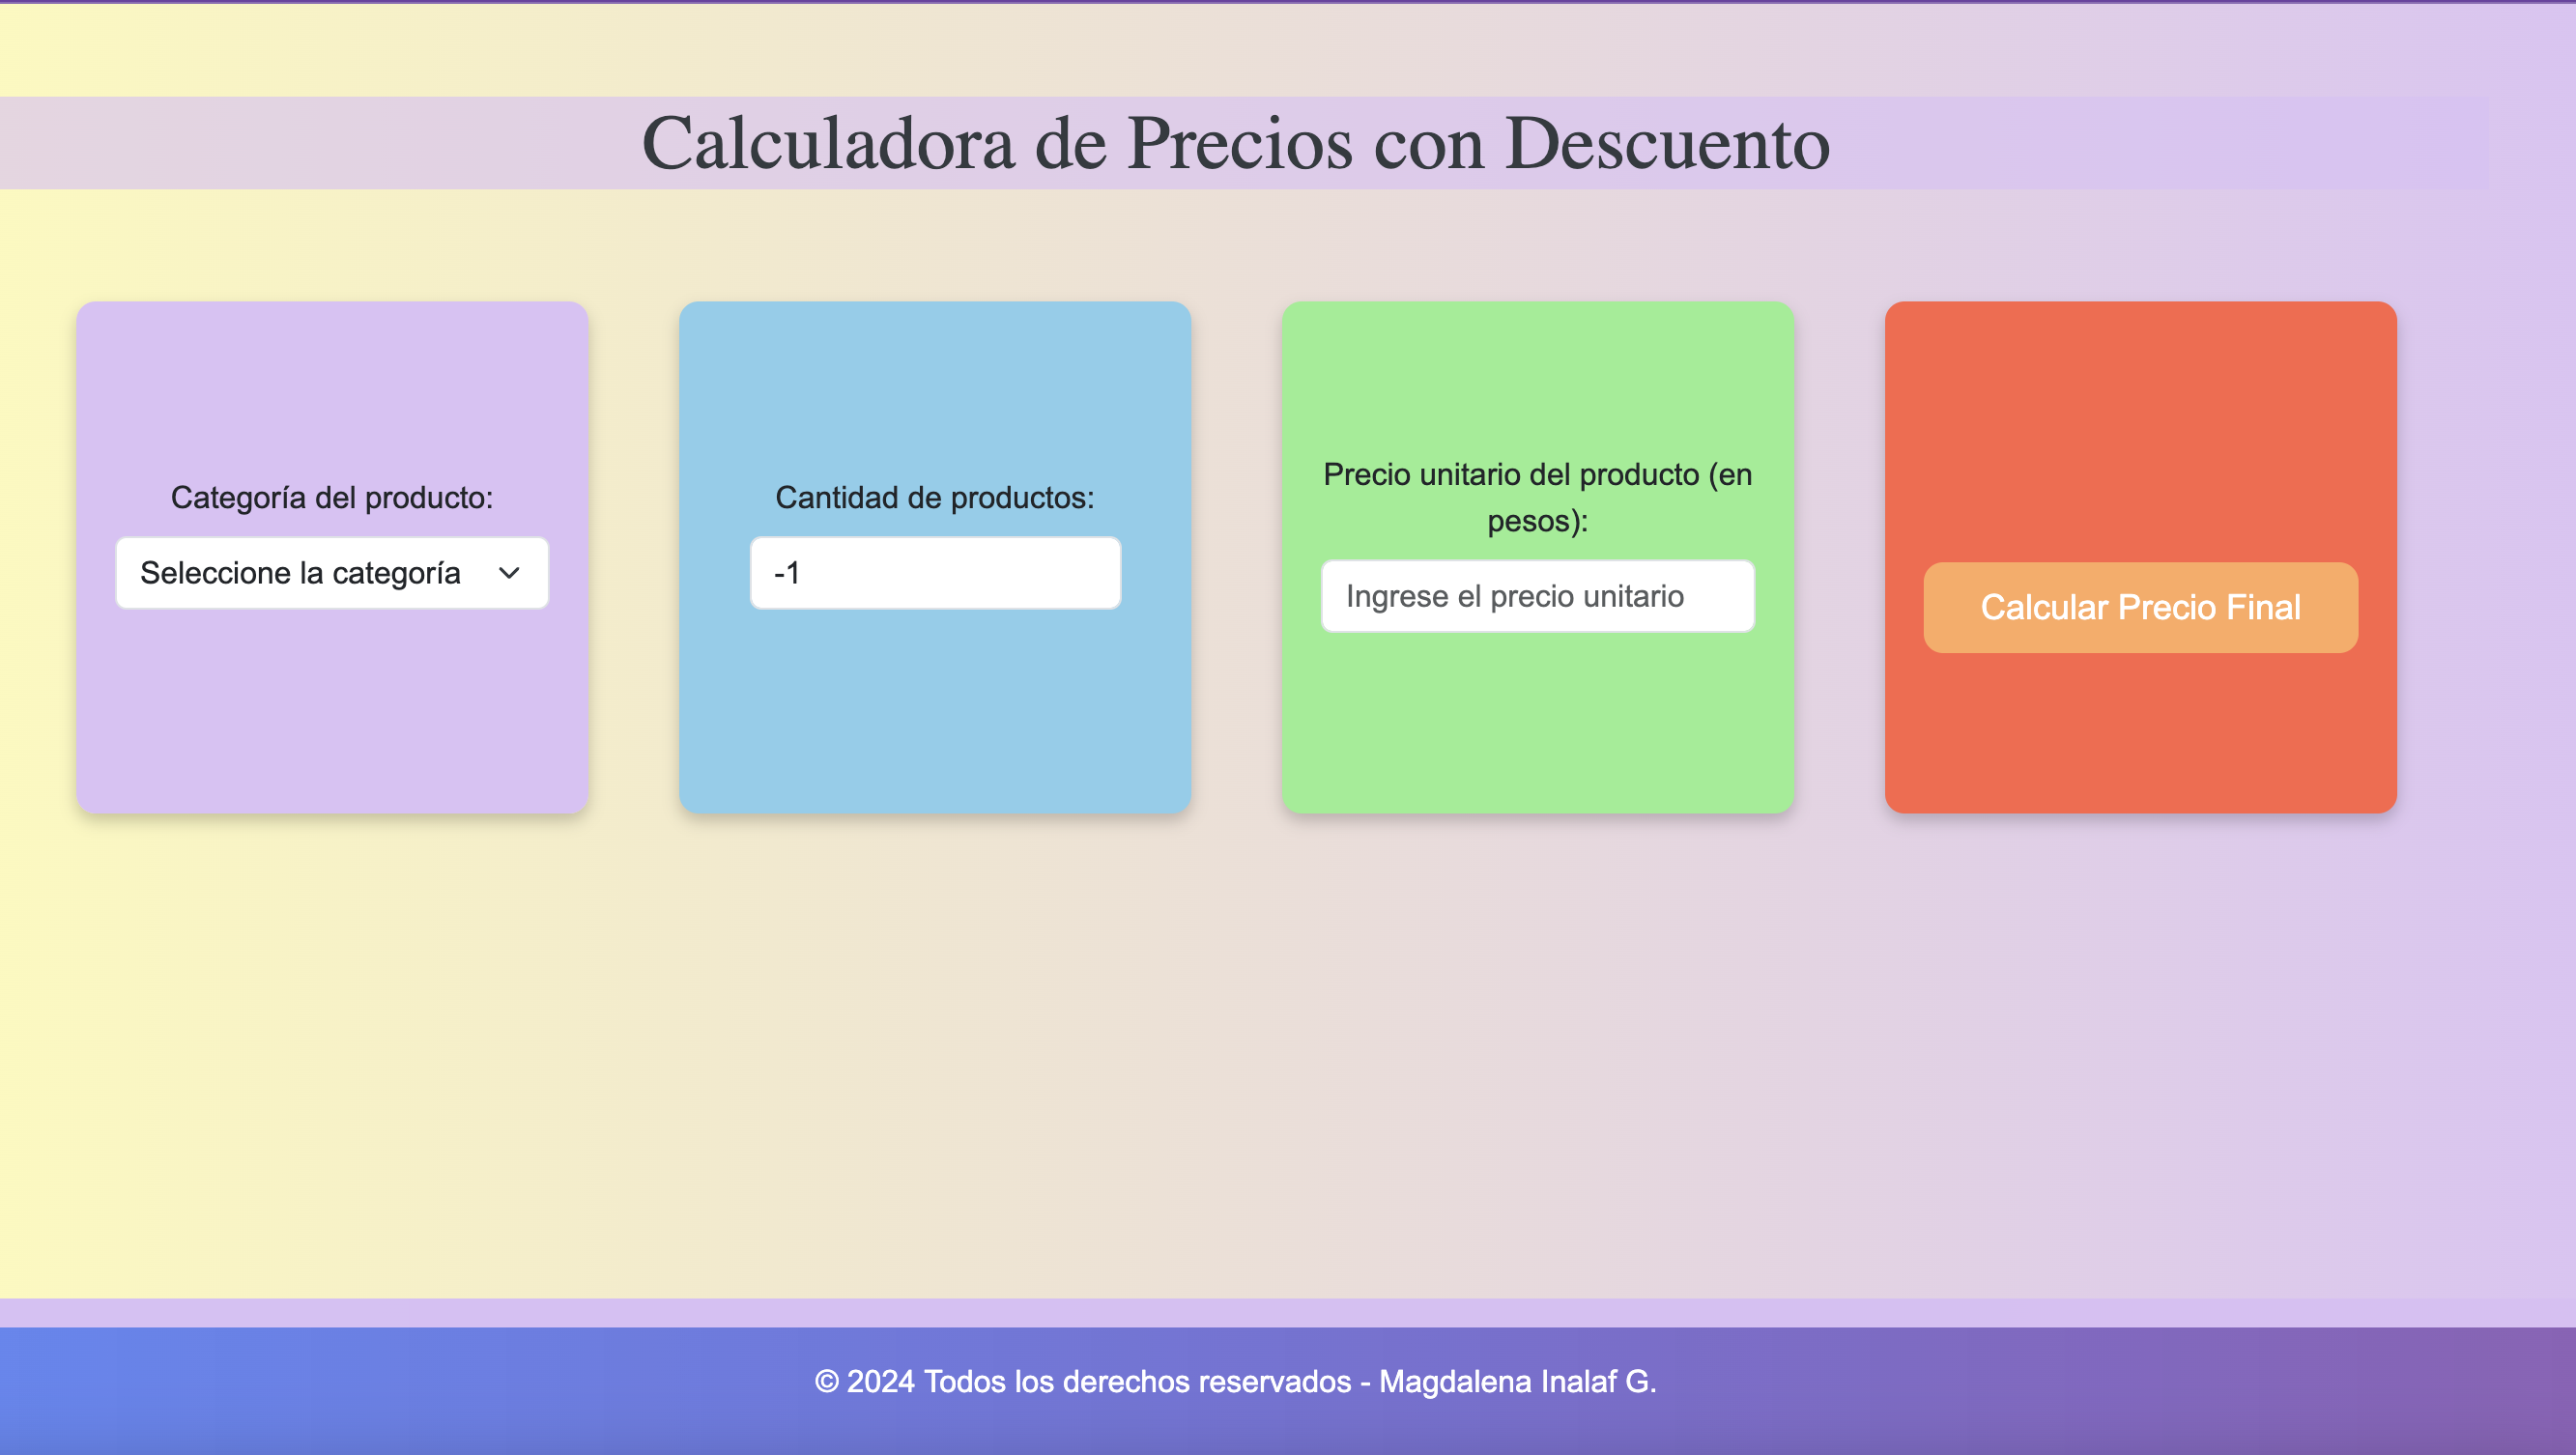 Calculadora de Precios con Descuento
Categoría del producto:
Seleccione la categoría
Cantidad de productos:
-1
Precio unitario del producto (en
pesos):
Ingrese el precio unitario
Calcular Precio Final
© 2024 Todos los derechos reservados - Magdalena Inalaf G.